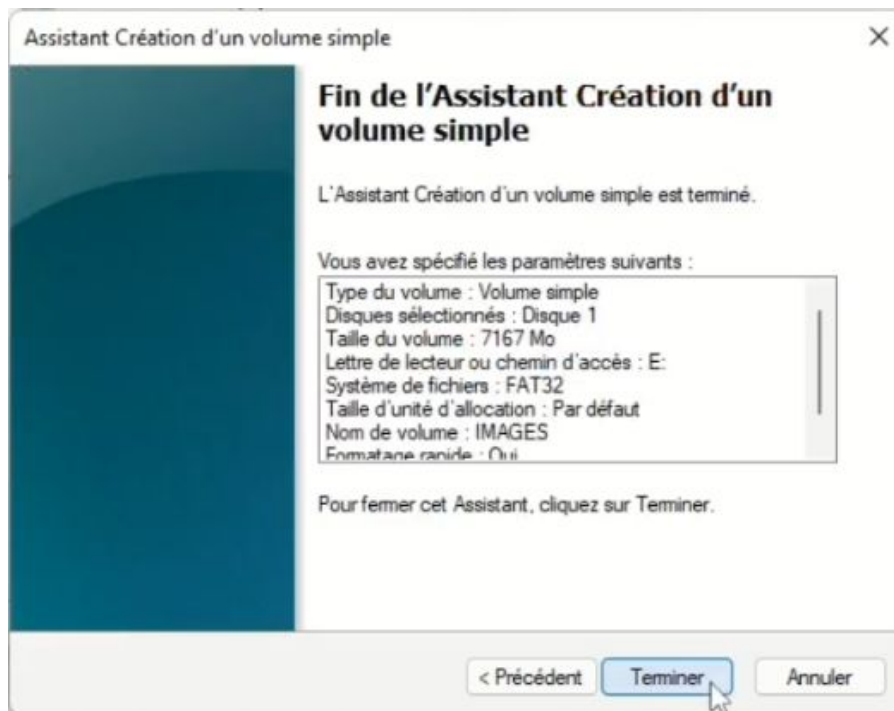 Assistant Création d'un volume simple
Fin de l'Assistant Création d'un
volume simple
L'Assistant Création d'un volume simple est terminé.
Vous avez spécifié les paramètres suivants :
Type du volume : Volume simple
Disques sélectionnés : Disque 1
Taille du volume : 7167 Mo
Lettre de lecteur ou chemin d'accès : E:
Système de fichiers : FAT32
Taille d'unité d'allocation : Par défaut
Nom de volume : IMAGES
Formatage rapide : Oui
Pour fermer cet Assistant, cliquez sur Terminer.
< Précédent
Terminer
Annuler